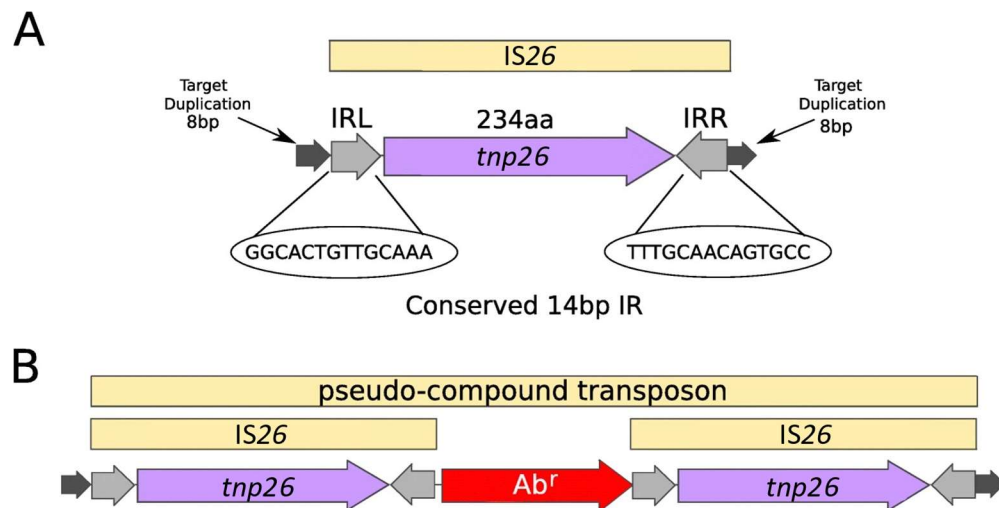 A
IS26
Target
Duplication
8bp
IRL
234aa
IRR
Target
Duplication
8bp
tnp26
GGCACTGTTGCAAA
TTTGCAACAGTGCC
Conserved 14bp IR
B
pseudo-compound transposon
IS26
IS26
tnp26
Abʳ
tnp26